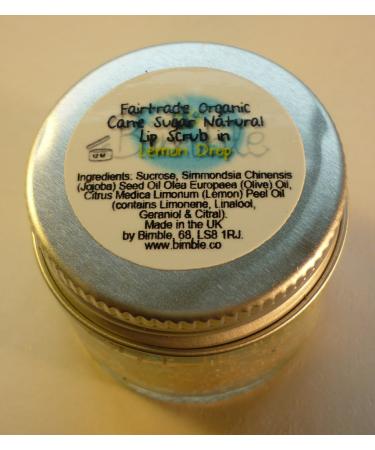 Fairtrade Organic
Cane Sugar Natural
Lip Scrub in
Lemon Drop
12 M
Bimble
Ingredients: Sucrose, Simmondsia Chinensis
(Jojoba) Seed Oil Olea Europaea (Olive) Oil,
Citrus Medica Limonum (Lemon) Peel Oil
(contains Limonene, Linalool,
Geraniol & Citral).
Made in the UK
by Bimble, 68, LS8 1RJ.
www.bimble.co